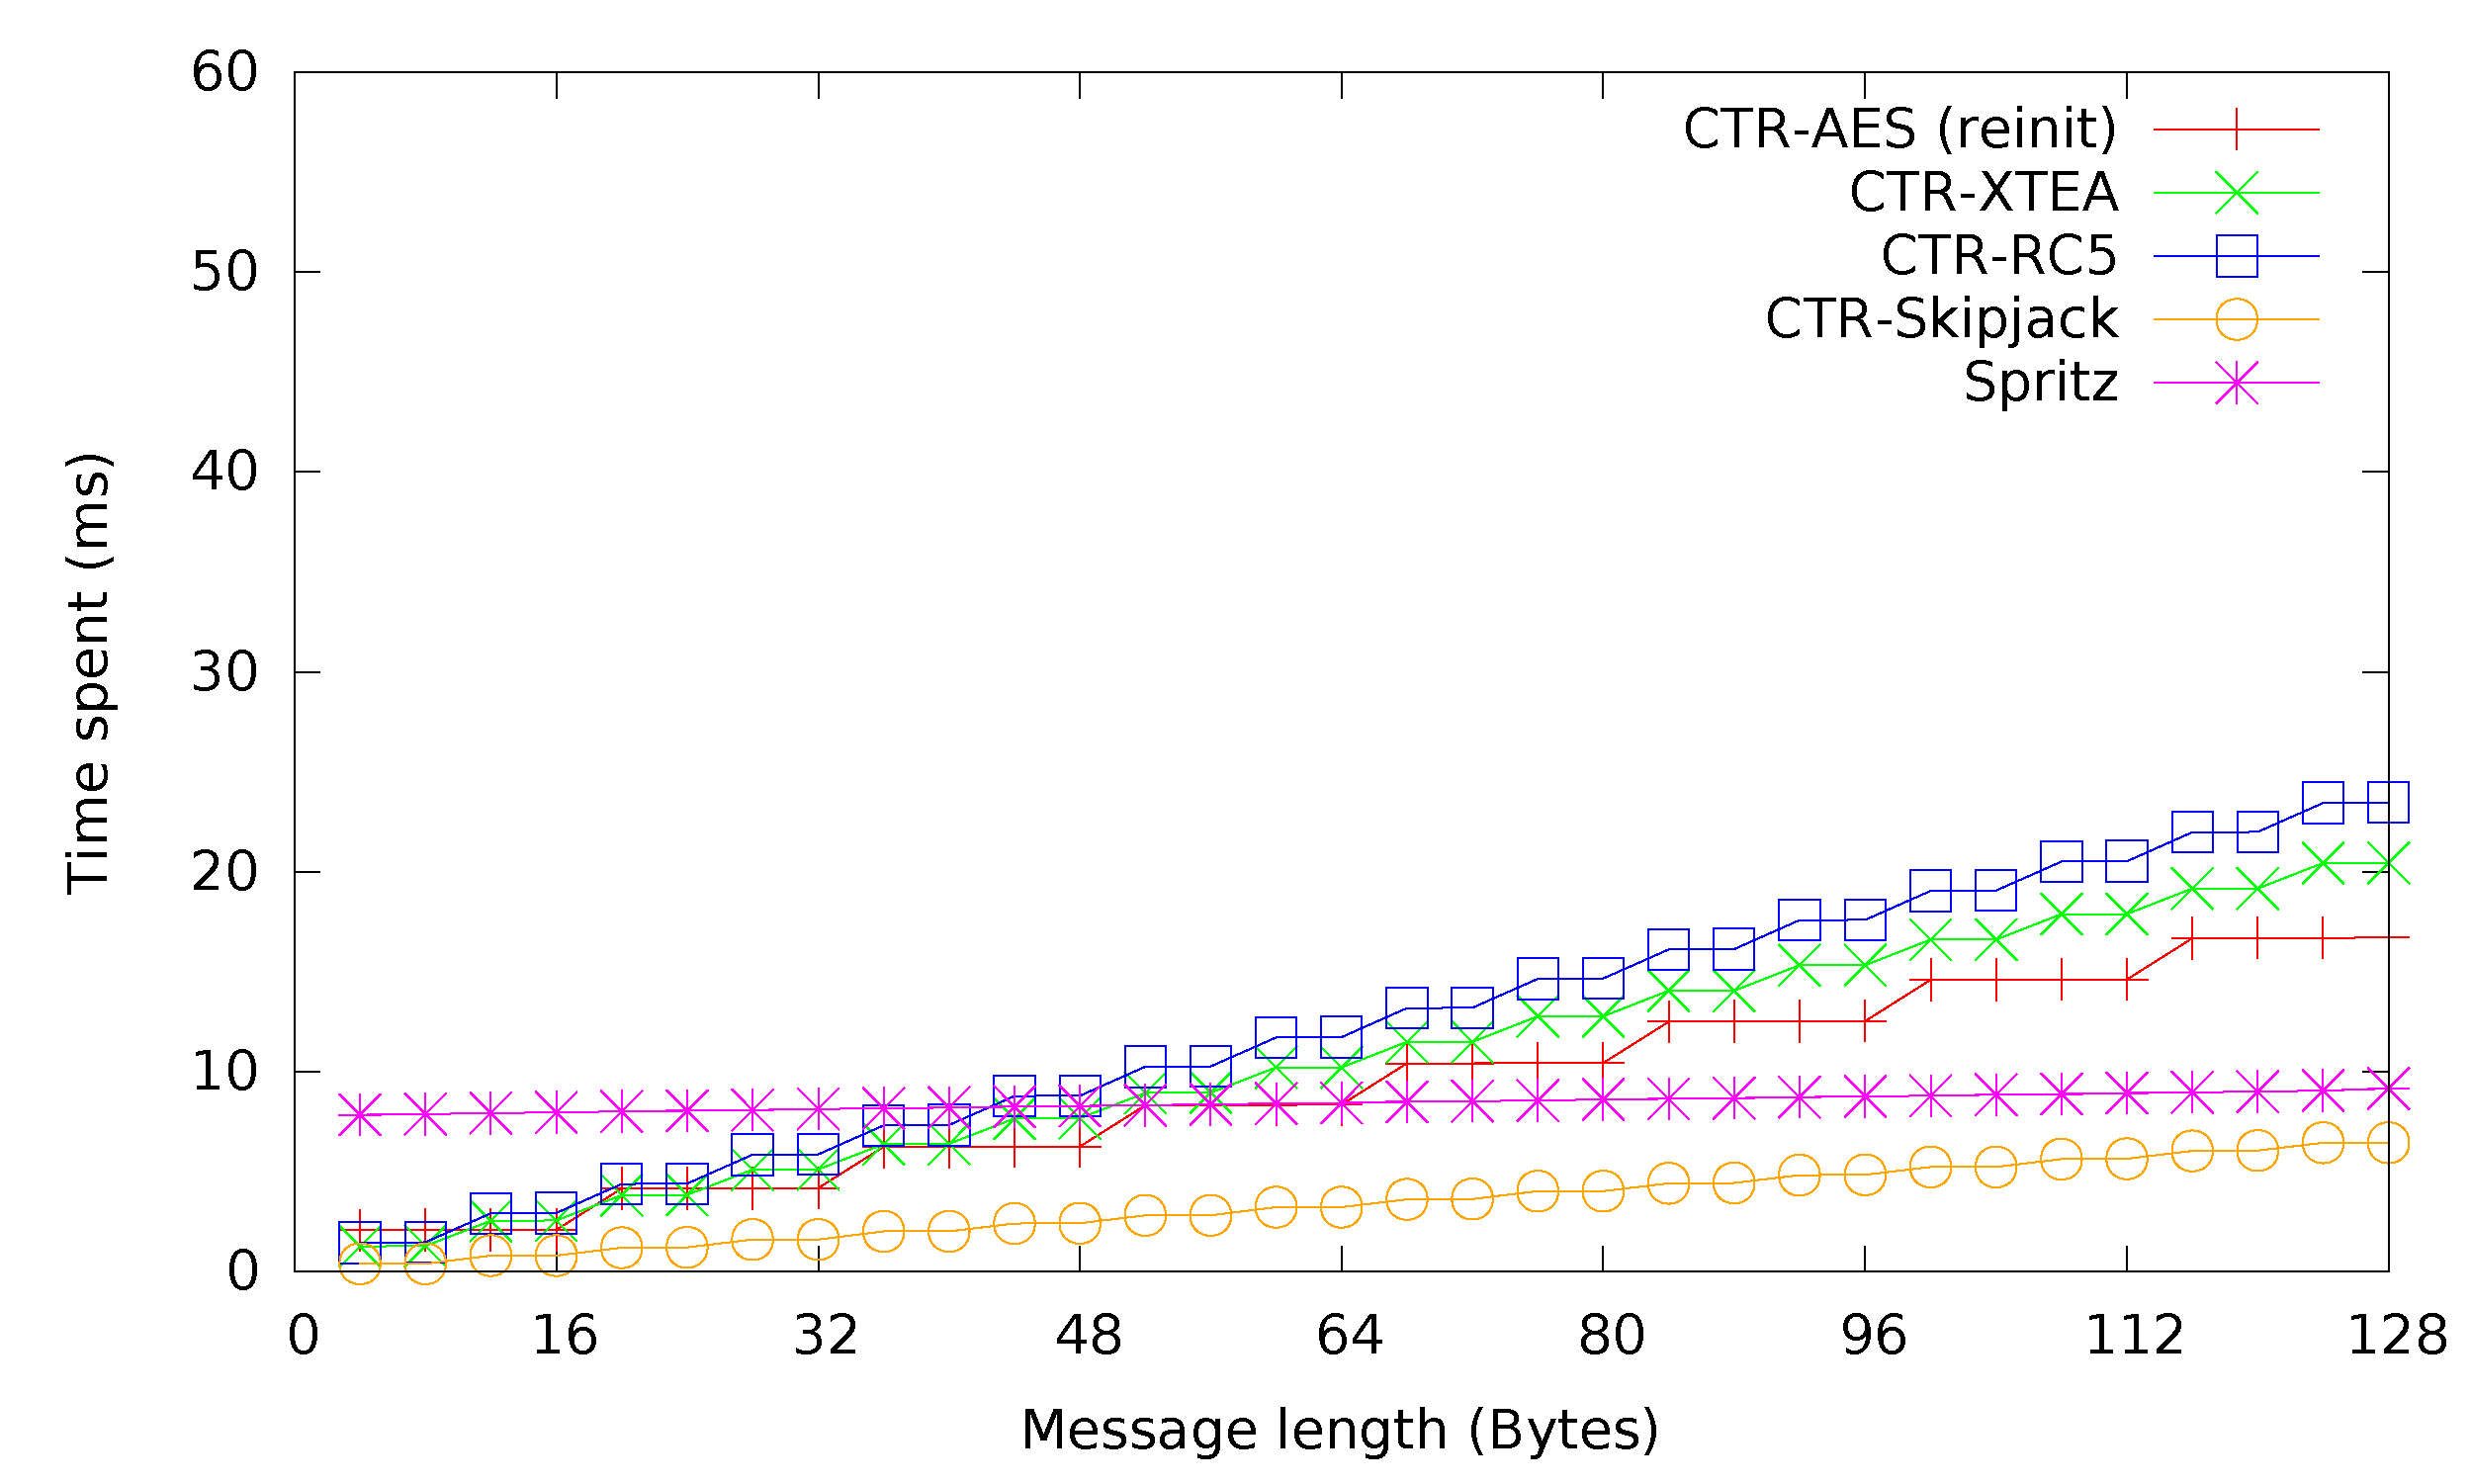 60
50
40
30
20
10
0
Time spent (ms)
CTR-AES (reinit)
CTR-XTEA
CTR-RC5
CTR-Skipjack
Spritz
0 16 32 48 64 80 96 112 128
Message length (Bytes)